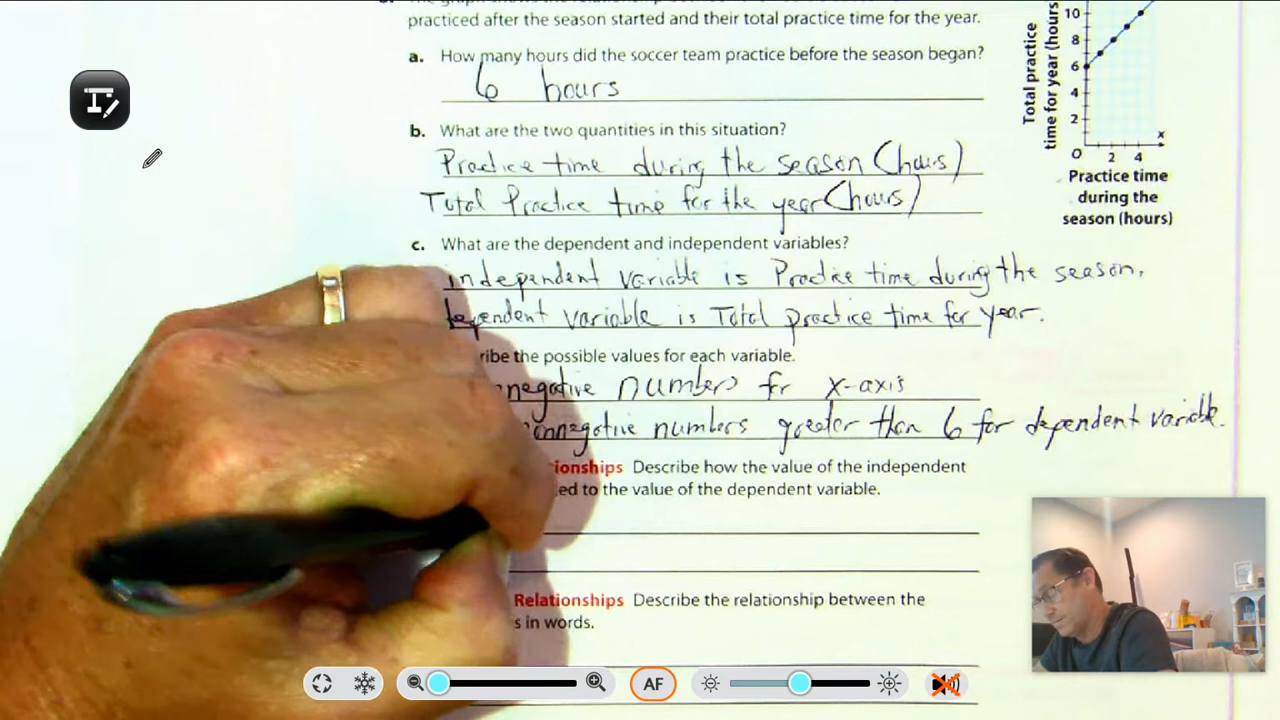 practiced after the season started and their total practice time for the year.
a. How many hours did the soccer team practice before the season began?
6 hours
b. What are the two quantities in this situation?
Practice time during the season (hours)
Total Practice time for the year (hours)
c. What are the dependent and independent variables?
independent variable is Practice time during the season.
dependent variable is Total practice time for year.
ribe the possible values for each variable.
nnegative numbers for x-axis
onnegative numbers greater than 6 for dependent variable.
ionships Describe how the value of the independent
ed to the value of the dependent variable.
Relationships Describe the relationship between the
s in words.
Total practice
time for year (hours
10
8
6
4
2
O 2 4
x
Practice time
during the
season (hours)
AF